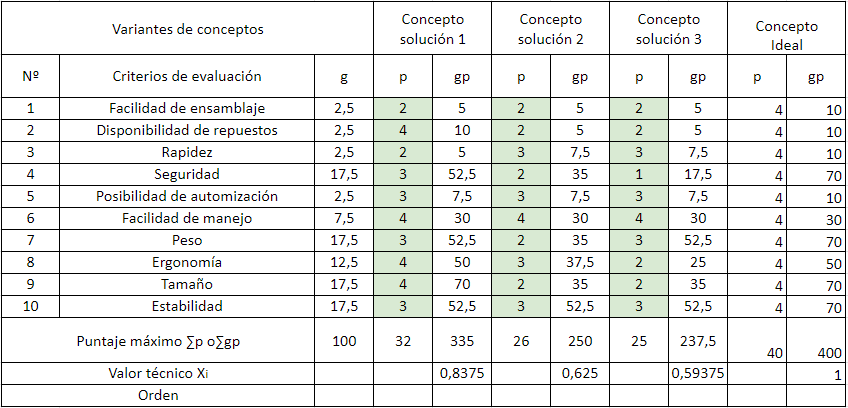 Variantes de conceptos Concepto solución 1 Concepto solución 2 Concepto solución 3 Concepto Ideal
Nº Criterios de evaluación g p gp p gp p gp p gp
1 Facilidad de ensamblaje 2,5 2 5 2 5 2 5 4 10
2 Disponibilidad de repuestos 2,5 4 10 2 5 2 5 4 10
3 Rapidez 2,5 2 5 3 7,5 3 7,5 4 10
4 Seguridad 17,5 3 52,5 2 35 1 17,5 4 70
5 Posibilidad de automización 2,5 3 7,5 3 7,5 3 7,5 4 10
6 Facilidad de manejo 7,5 4 30 4 30 4 30 4 30
7 Peso 17,5 3 52,5 2 35 3 52,5 4 70
8 Ergonomía 12,5 4 50 3 37,5 2 25 4 50
9 Tamaño 17,5 4 70 2 35 2 35 4 70
10 Estabilidad 17,5 3 52,5 3 52,5 3 52,5 4 70
Puntaje máximo ∑p o∑gp 100 32 335 26 250 25 237,5 40 400
Valor técnico Xi 0,8375 0,625 0,59375 1
Orden